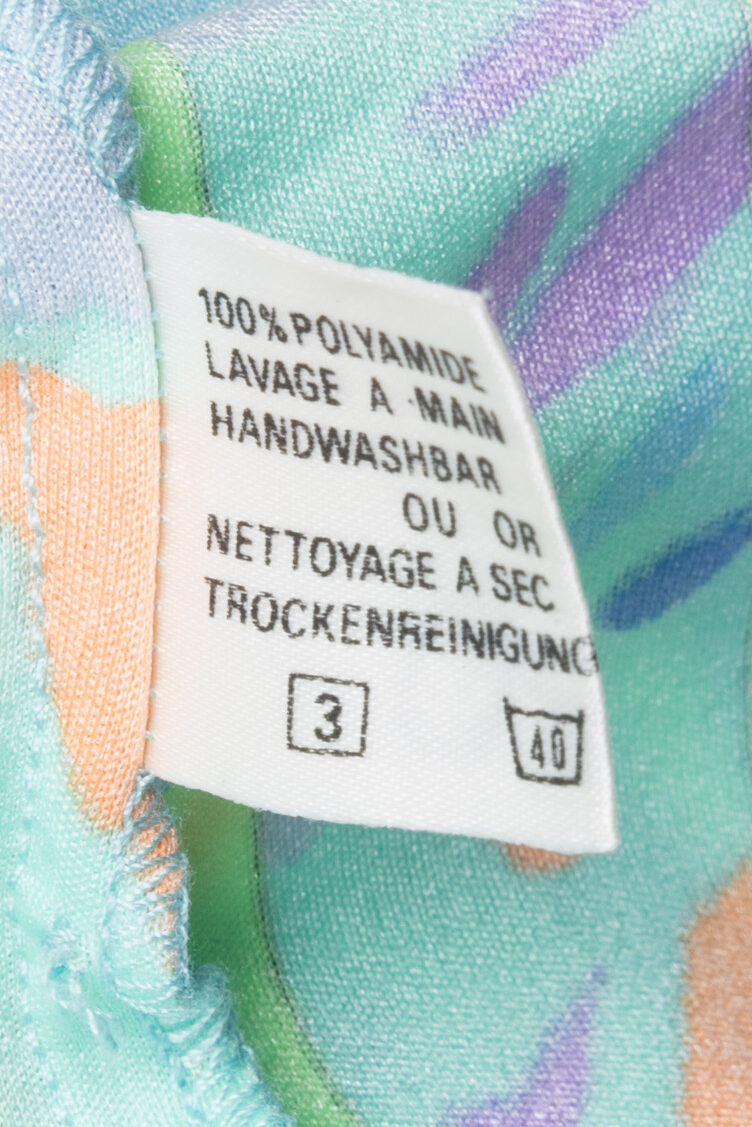 100%POLYAMIDE
LAVAGE A MAIN
HANDWASHBAR
OU OR
NETTOYAGE A SEC
TROCKENREINIGUNG
3 40